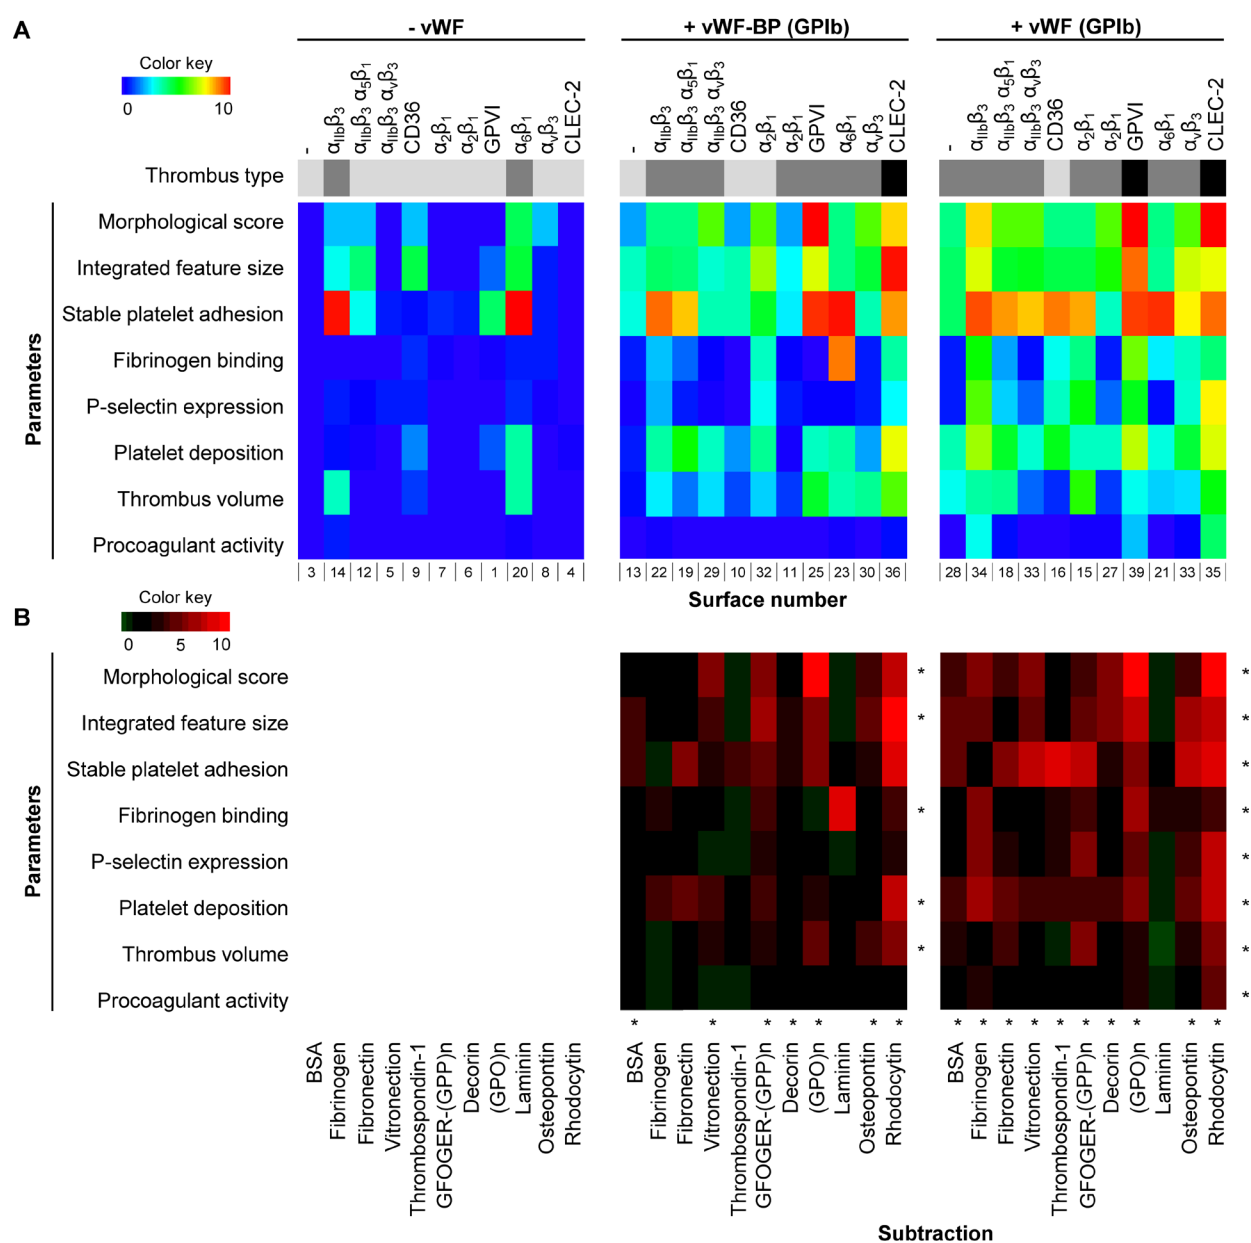 A
- vWF
+ vWF-BP (GPIb)
+ vWF (GPIb)
Color key
0 10
- αIIbβ3 αIIbβ3 α5β1 αIIbβ3 αvβ3 CD36 α2β1 α2β1 GPVI α6β1 αvβ3 CLEC-2
- αIIbβ3 αIIbβ3 α5β1 αIIbβ3 αvβ3 CD36 α2β1 α2β1 GPVI α6β1 αvβ3 CLEC-2
- αIIbβ3 αIIbβ3 α5β1 αIIbβ3 αvβ3 CD36 α2β1 α2β1 GPVI α6β1 αvβ3 CLEC-2
Thrombus type
Parameters
Morphological score
Integrated feature size
Stable platelet adhesion
Fibrinogen binding
P-selectin expression
Platelet deposition
Thrombus volume
Procoagulant activity
3 14 12 5 9 7 6 1 20 8 4
13 22 19 29 10 32 11 25 23 30 36
28 34 18 33 16 15 27 39 21 33 35
Surface number
B
Color key
0 5 10
Parameters
Morphological score * *
Integrated feature size * *
Stable platelet adhesion *
Fibrinogen binding * *
P-selectin expression *
Platelet deposition * *
Thrombus volume * *
Procoagulant activity *
* * * * * * *
* * * * * * * * * *
BSA
Fibrinogen
Fibronectin
Vitronection
Thrombospondin-1
GFOGER-(GPP)n
Decorin
(GPO)n
Laminin
Osteopontin
Rhodocytin
BSA
Fibrinogen
Fibronectin
Vitronection
Thrombospondin-1
GFOGER-(GPP)n
Decorin
(GPO)n
Laminin
Osteopontin
Rhodocytin
BSA
Fibrinogen
Fibronectin
Vitronection
Thrombospondin-1
GFOGER-(GPP)n
Decorin
(GPO)n
Laminin
Osteopontin
Rhodocytin
Subtraction